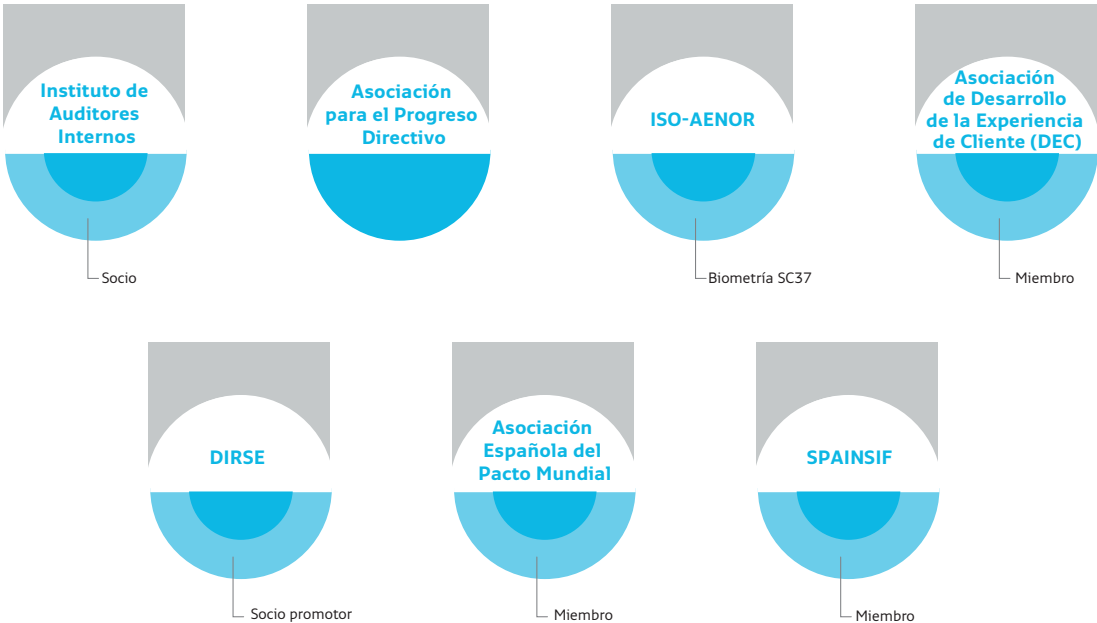 Instituto de
Auditores
Internos
Asociación
para el Progreso
Directivo
ISO-AENOR
Asociación
de Desarrollo
de la Experiencia
de Cliente (DEC)
Socio
Biometría SC37
Miembro
DIRSE
Asociación
Española del
Pacto Mundial
SPAINSIF
Socio promotor
Miembro
Miembro